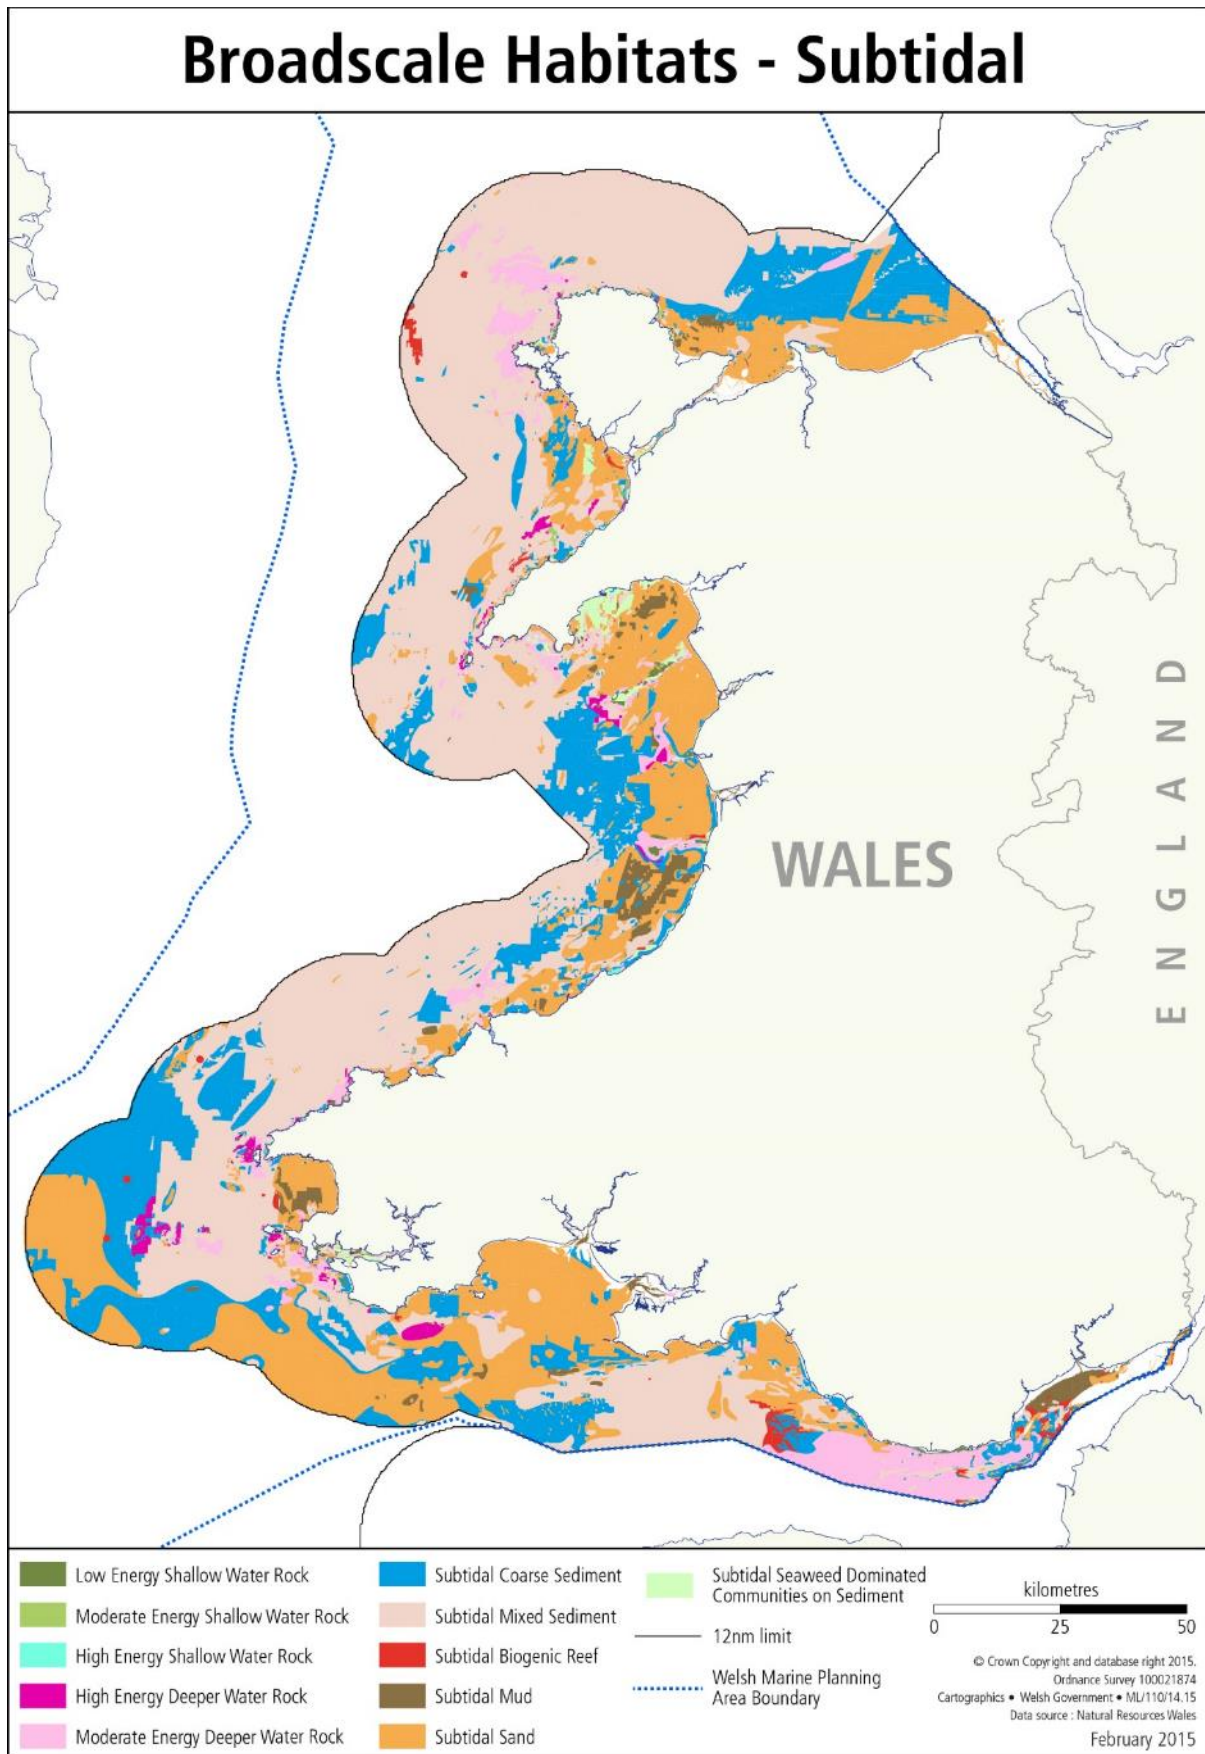 Broadscale Habitats - Subtidal
WALES
ENGLAND
Low Energy Shallow Water Rock
Moderate Energy Shallow Water Rock
High Energy Shallow Water Rock
High Energy Deeper Water Rock
Moderate Energy Deeper Water Rock
Subtidal Coarse Sediment
Subtidal Mixed Sediment
Subtidal Biogenic Reef
Subtidal Mud
Subtidal Sand
Subtidal Seaweed Dominated
Communities on Sediment
12nm limit
Welsh Marine Planning
Area Boundary
kilometres
0 25 50
© Crown Copyright and database right 2015.
Ordnance Survey 100021874
Cartographics • Welsh Government • ML/110/14.15
Data source : Natural Resources Wales
February 2015